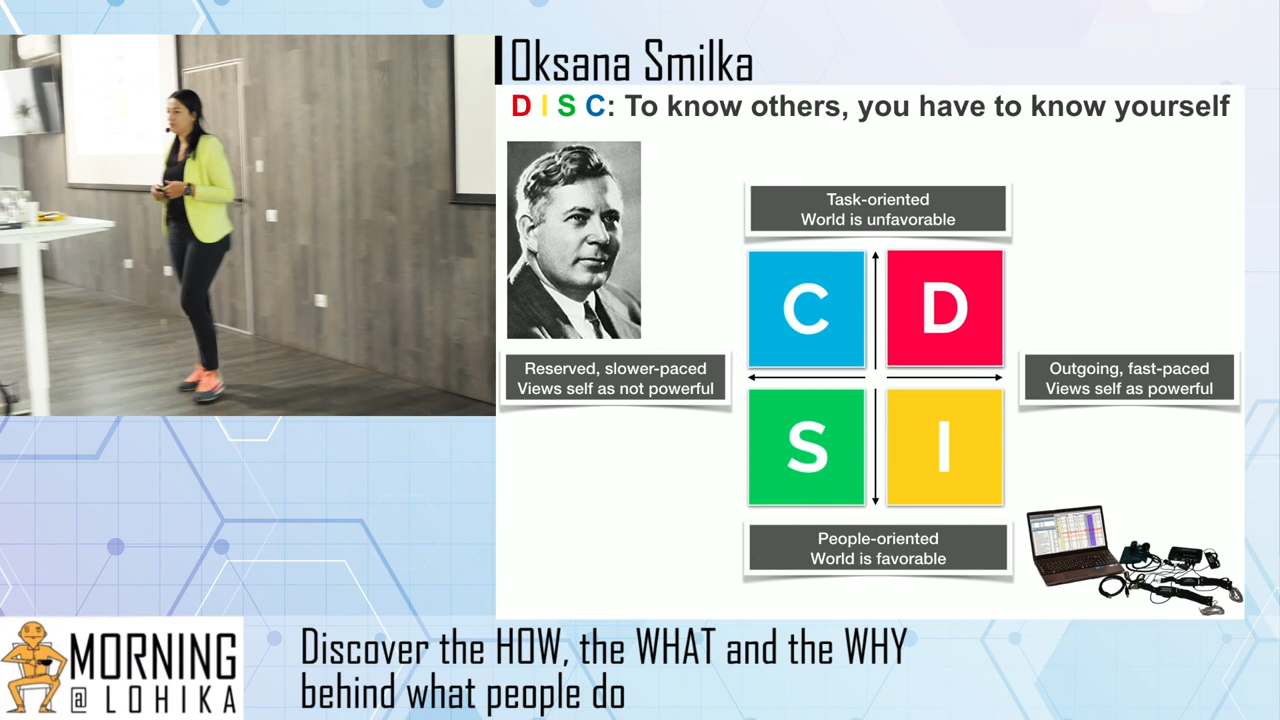 Oksana Smilka
D I S C: To know others, you have to know yourself
Task-oriented
World is unfavorable
C
D
Reserved, slower-paced
Views self as not powerful
Outgoing, fast-paced
Views self as powerful
S
I
People-oriented
World is favorable
MORNING
@LOHIKA
Discover the HOW, the WHAT and the WHY
behind what people do